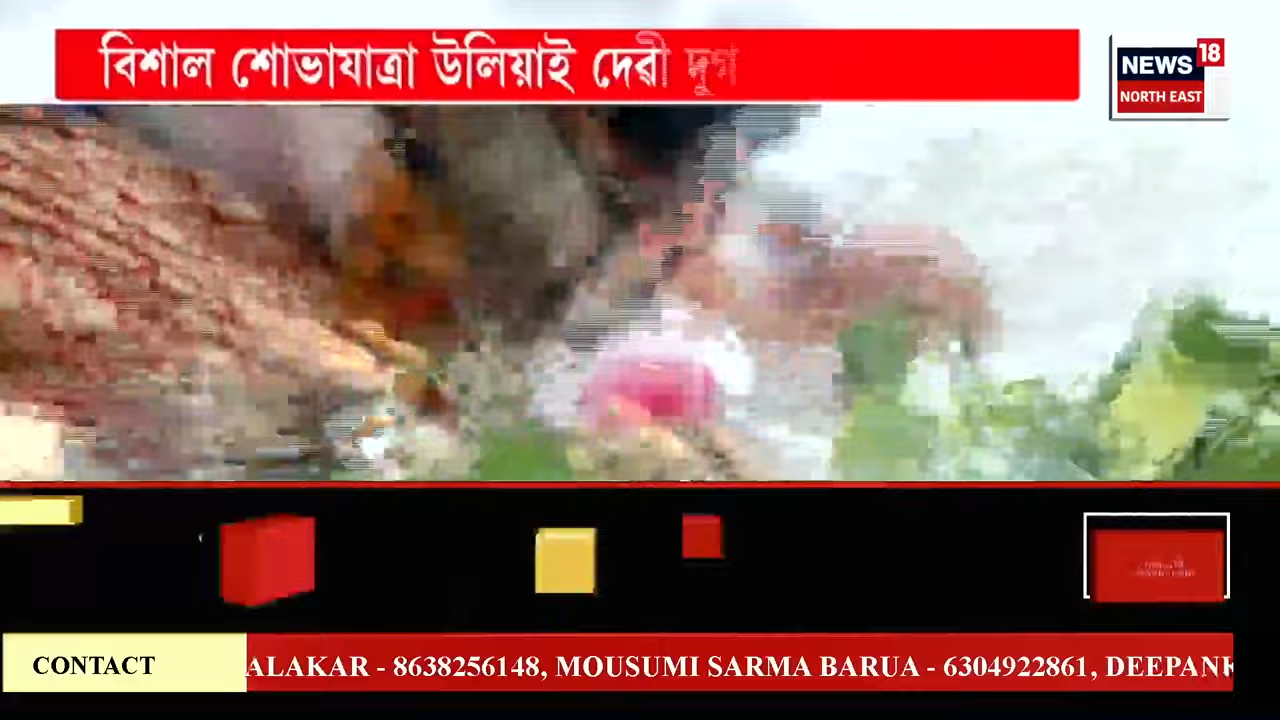 বিশাল শোভাযাত্ৰা উলিয়াই দেৱী
NEWS 18
NORTH EAST
CONTACT
ALAKAR - 8638256148, MOUSUMI SARMA BARUA - 6304922861, DEEPANK